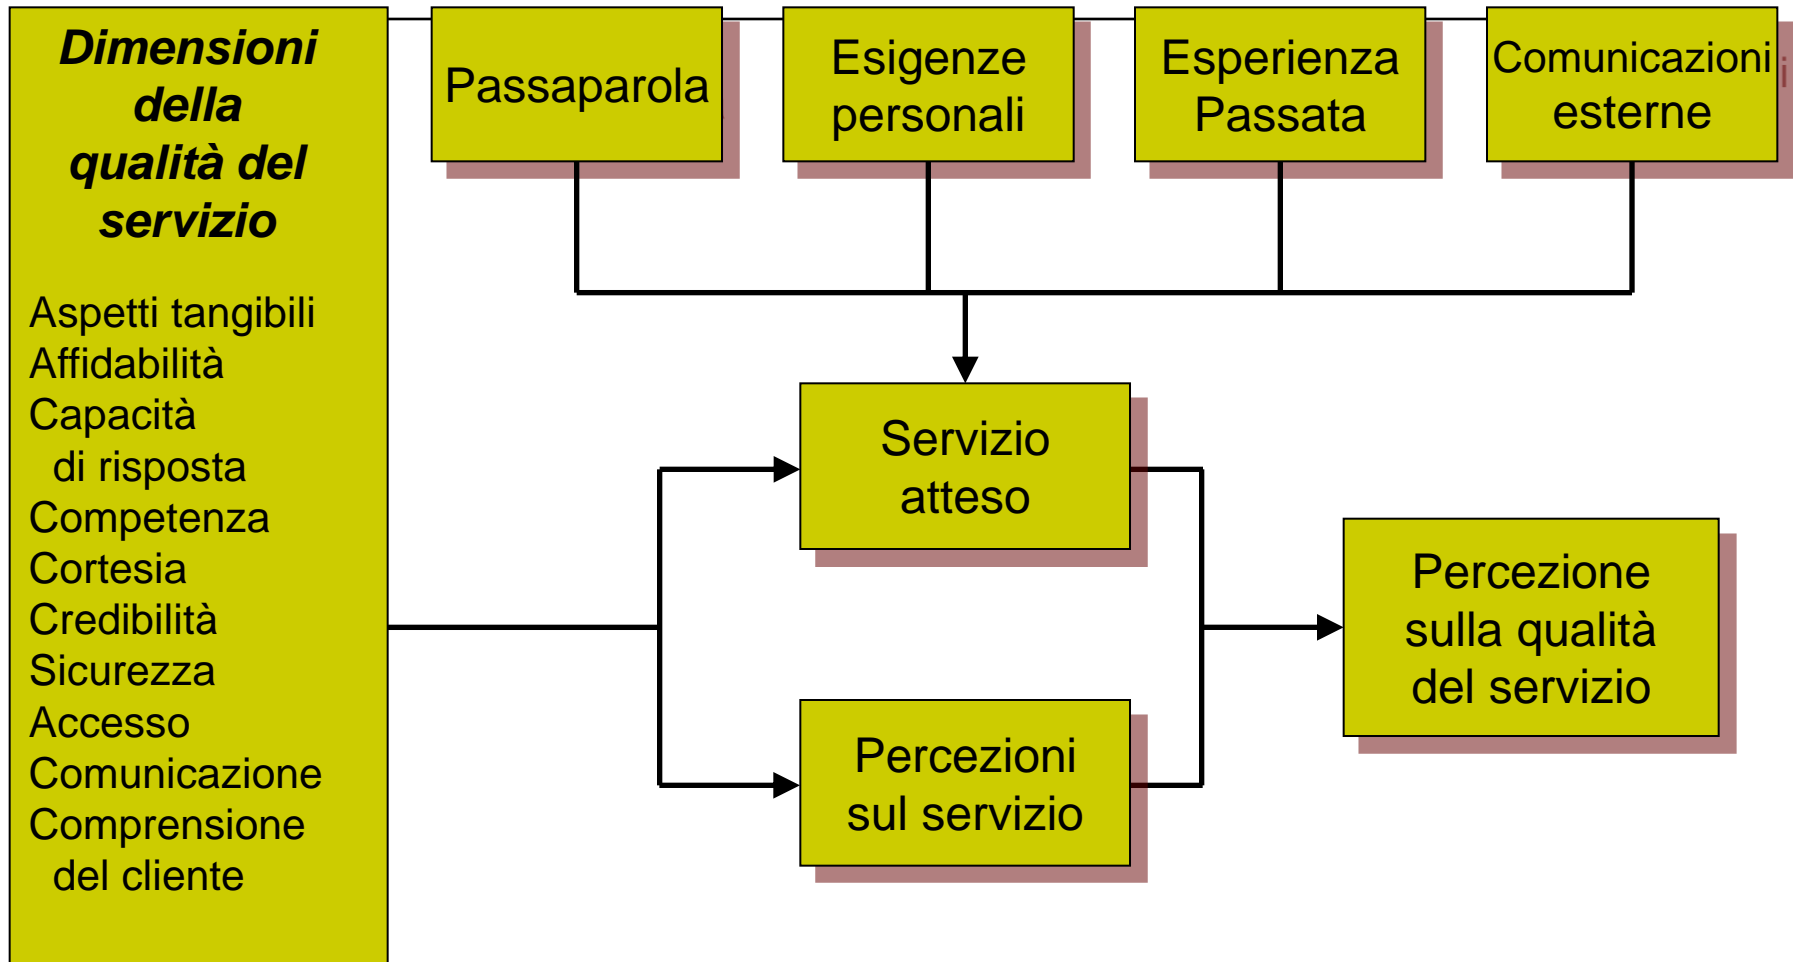 Dimensioni
della
qualità del
servizio
Aspetti tangibili
Affidabilità
Capacità
di risposta
Competenza
Cortesia
Credibilità
Sicurezza
Accesso
Comunicazione
Comprensione
del cliente
Passaparola
Esigenze
personali
Esperienza
Passata
Comunicazioni
esterne
Servizio
atteso
Percezioni
sul servizio
Percezione
sulla qualità
del servizio